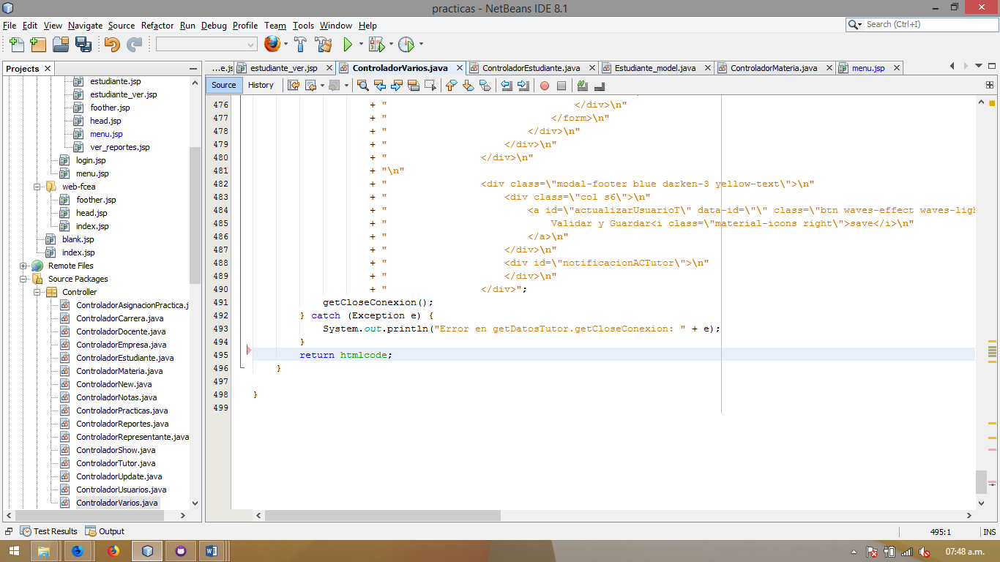 practicas - NetBeans IDE 8.1
File Edit View Navigate Source Refactor Run Debug Profile Team Tools Window Help
Search (Ctrl+I)
Projects
...e.js estudiante_ver.jsp ControladorVarios.java ControladorEstudiante.java Estudiante_model.java ControladorMateria.java menu.jsp
Source History
estudiante.jsp
estudiante_ver.jsp
foother.jsp
head.jsp
menu.jsp
ver_reportes.jsp
login.jsp
menu.jsp
web-fcea
foother.jsp
head.jsp
index.jsp
blank.jsp
index.jsp
Remote Files
Source Packages
Controller
ControladorAsignacionPractica.j
ControladorCarrera.java
ControladorDocente.java
ControladorEmpresa.java
ControladorEstudiante.java
ControladorMateria.java
ControladorNew.java
ControladorNotas.java
ControladorPracticas.java
ControladorReportes.java
ControladorRepresentante.java
ControladorShow.java
ControladorTutor.java
ControladorUpdate.java
ControladorUsuarios.java
ControladorVarios.java
476 + " </div>\n"
477 + " </form>\n"
478 + " </div>\n"
479 + " </div>\n"
480 + " </div>\n"
481 + "\n"
482 + " <div class=\"modal-footer blue darken-3 yellow-text\">\n"
483 + " <div class=\"col s6\">\n"
484 + " <a id=\"actualizarUsuarioT\" data-id=\"\" class=\"btn waves-effect waves-ligh
485 + " Validar y Guardar<i class=\"material-icons right\">save</i>\n"
486 + " </a>\n"
487 + " </div>\n"
488 + " <div id=\"notificacionACTutor\">\n"
489 + " </div>\n"
490 + " </div>";
491 getCloseConexion();
492 } catch (Exception e) {
493 System.out.println("Error en getDatosTutor.getCloseConexion: " + e);
494 }
495 return htmlcode;
496 }
497
498 }
499
Test Results Output
495:1 INS
07:48 a.m.